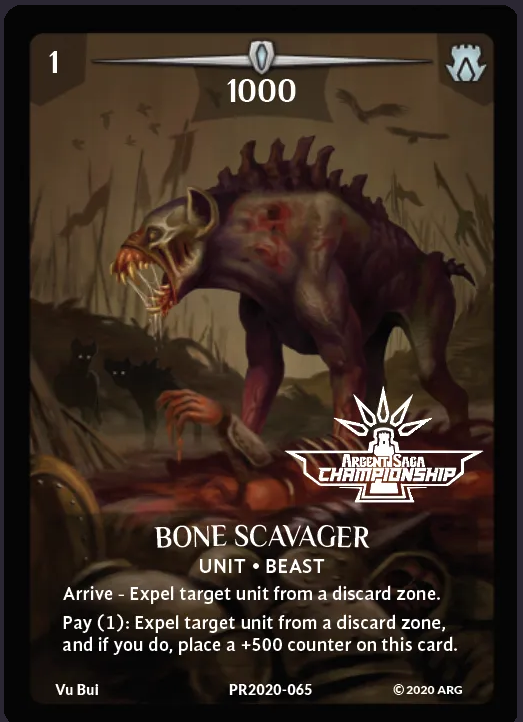 1
1000
ARGENT SAGA
CHAMPIONSHIP
BONE SCAVAGER
UNIT • BEAST
Arrive - Expel target unit from a discard zone.
Pay (1): Expel target unit from a discard zone,
and if you do, place a +500 counter on this card.
Vu Bui PR2020-065 © 2020 ARG